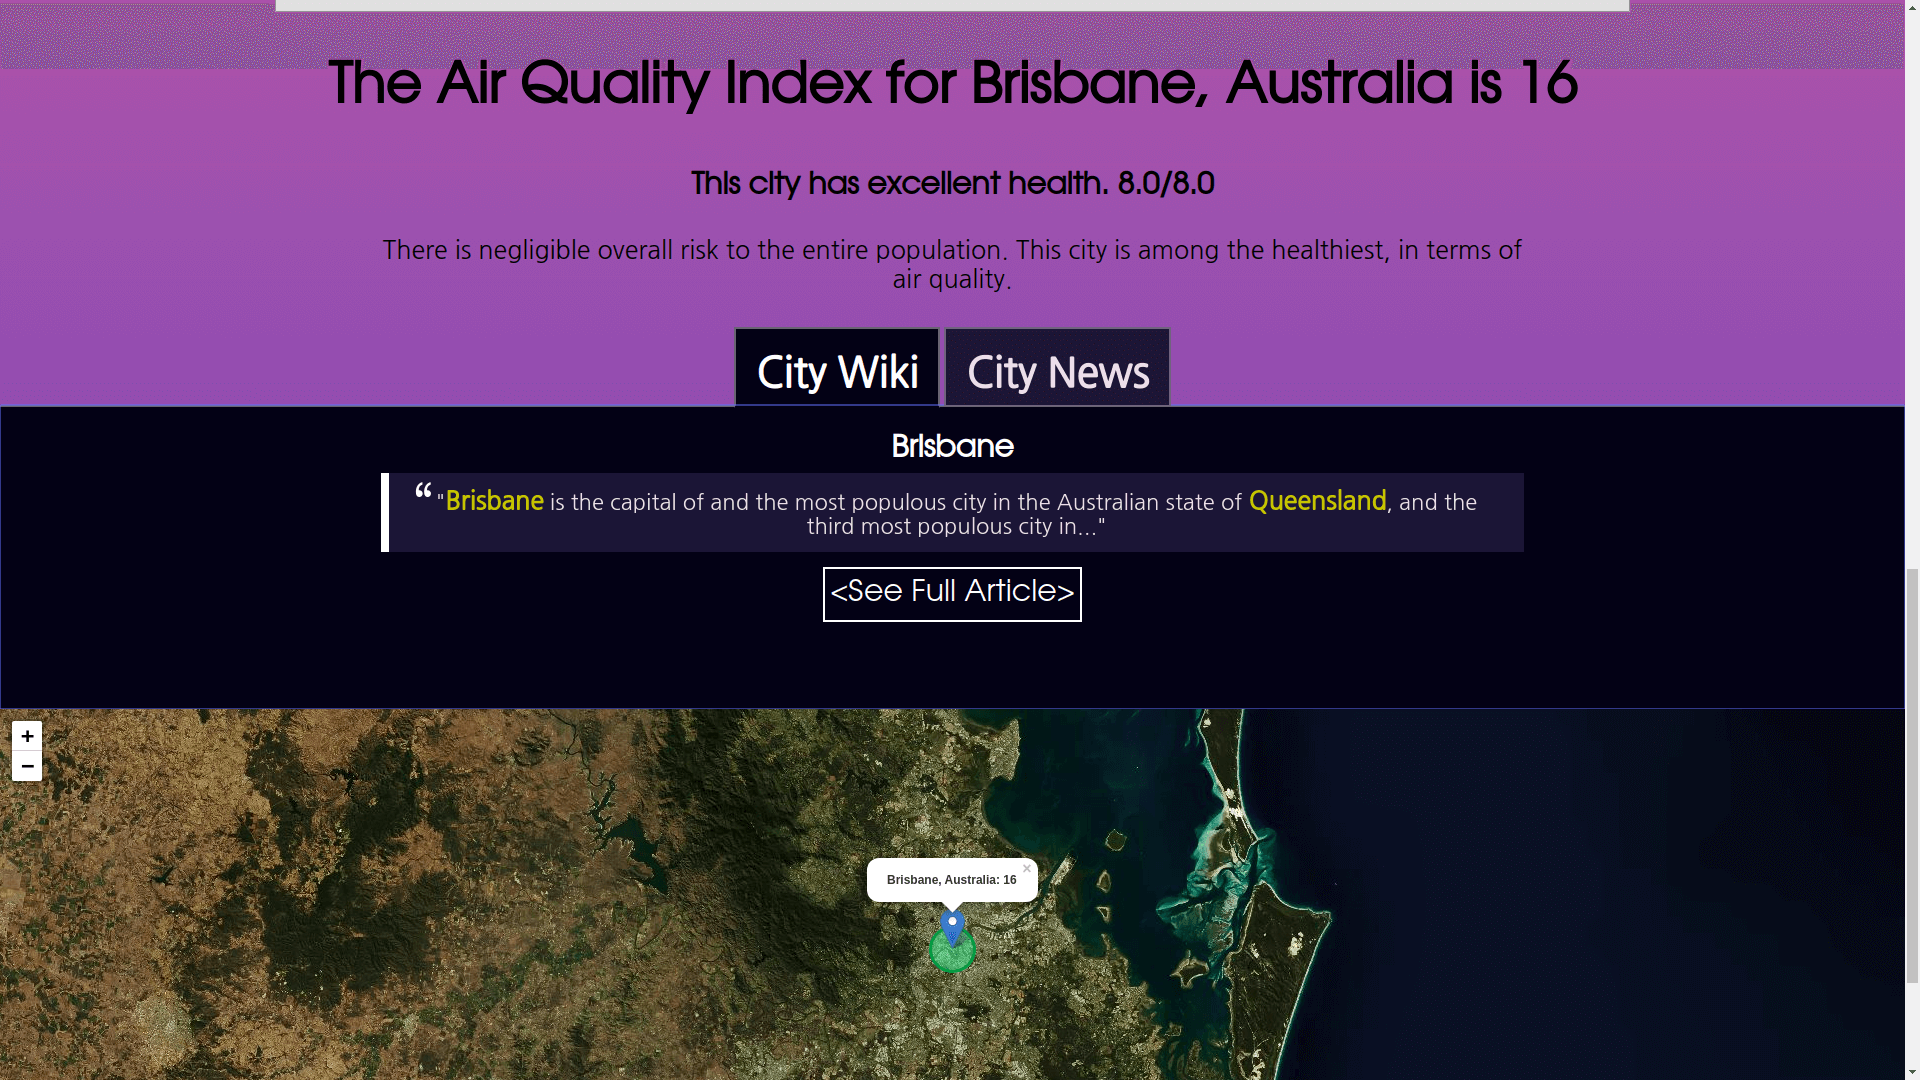 The Air Quality Index for Brisbane, Australia is 16
This city has excellent health. 8.0/8.0
There is negligible overall risk to the entire population. This city is among the healthiest, in terms of
air quality.
City Wiki City News
Brisbane
“ "Brisbane is the capital of and the most populous city in the Australian state of Queensland, and the
third most populous city in..."
<See Full Article>
+
−
Brisbane, Australia: 16 ×